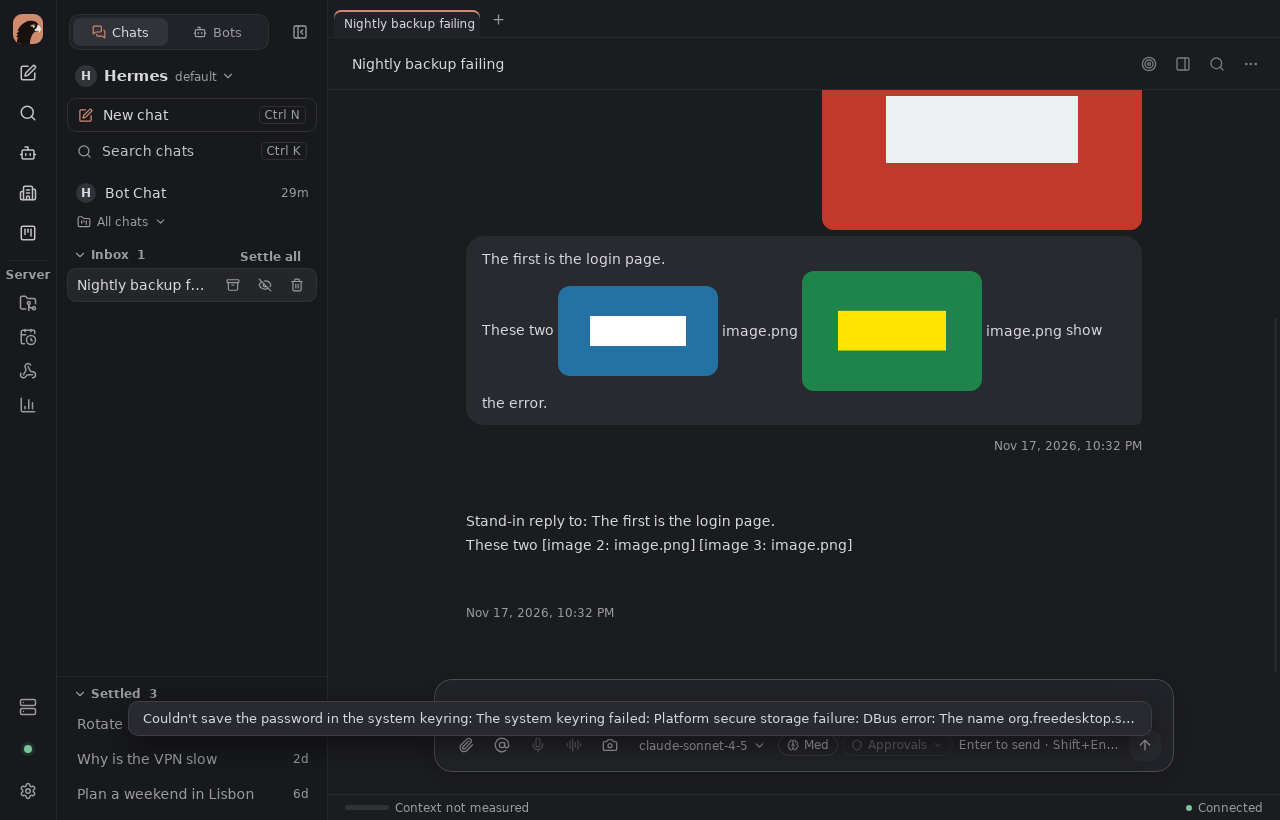 Chats
Bots
H Hermes default
New chat Ctrl N
Search chats Ctrl K
H Bot Chat 29m
All chats
Inbox 1 Settle all
Server
Nightly backup f...
Settled 3
Rotate
Why is the VPN slow 2d
Plan a weekend in Lisbon 6d
Nightly backup failing
Nightly backup failing
The first is the login page.
These two image.png image.png show
the error.
Nov 17, 2026, 10:32 PM
Stand-in reply to: The first is the login page.
These two [image 2: image.png] [image 3: image.png]
Nov 17, 2026, 10:32 PM
Couldn't save the password in the system keyring: The system keyring failed: Platform secure storage failure: DBus error: The name org.freedesktop.s...
claude-sonnet-4-5 Med Approvals Enter to send · Shift+En...
Context not measured
Connected